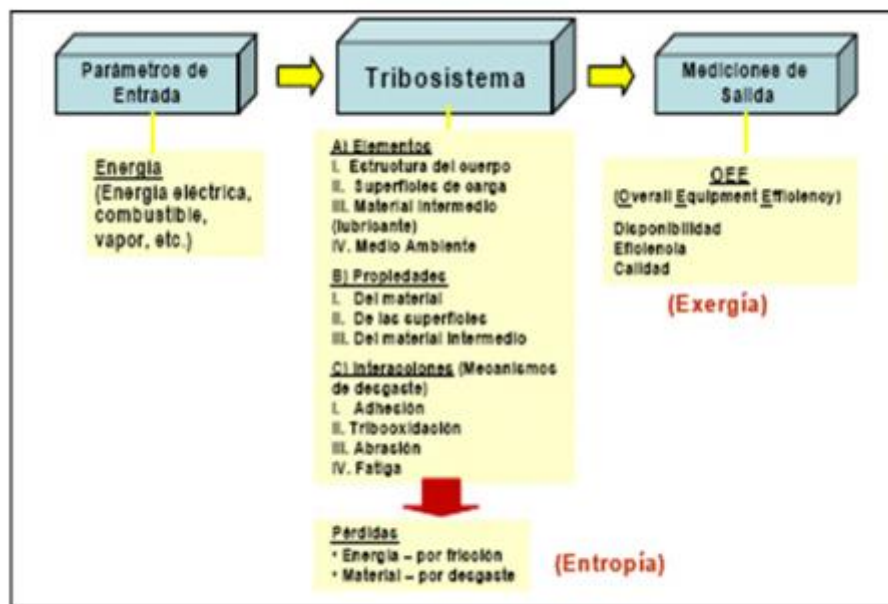 Parámetros de
Entrada
Tribosistema
Mediciones de
Salida
Energía
(Energía eléctrica,
combustible,
vapor, etc.)
A) Elementos
I. Estructura del cuerpo
II. Superficies de carga
III. Material Intermedio
(lubricante)
IV. Medio Ambiente
B) Propiedades
I. Del material
II. De las superficies
III. Del material Intermedio
C) Interacciones (Mecanismos
de desgaste)
I. Adhesión
II. Tribooxidación
III. Abrasión
IV. Fatiga
OEE
(Overall Equipment Efficiency)
Disponibilidad
Eficiencia
Calidad
(Exergía)
Pérdidas
• Energía – por fricción
• Material – por desgaste
(Entropía)